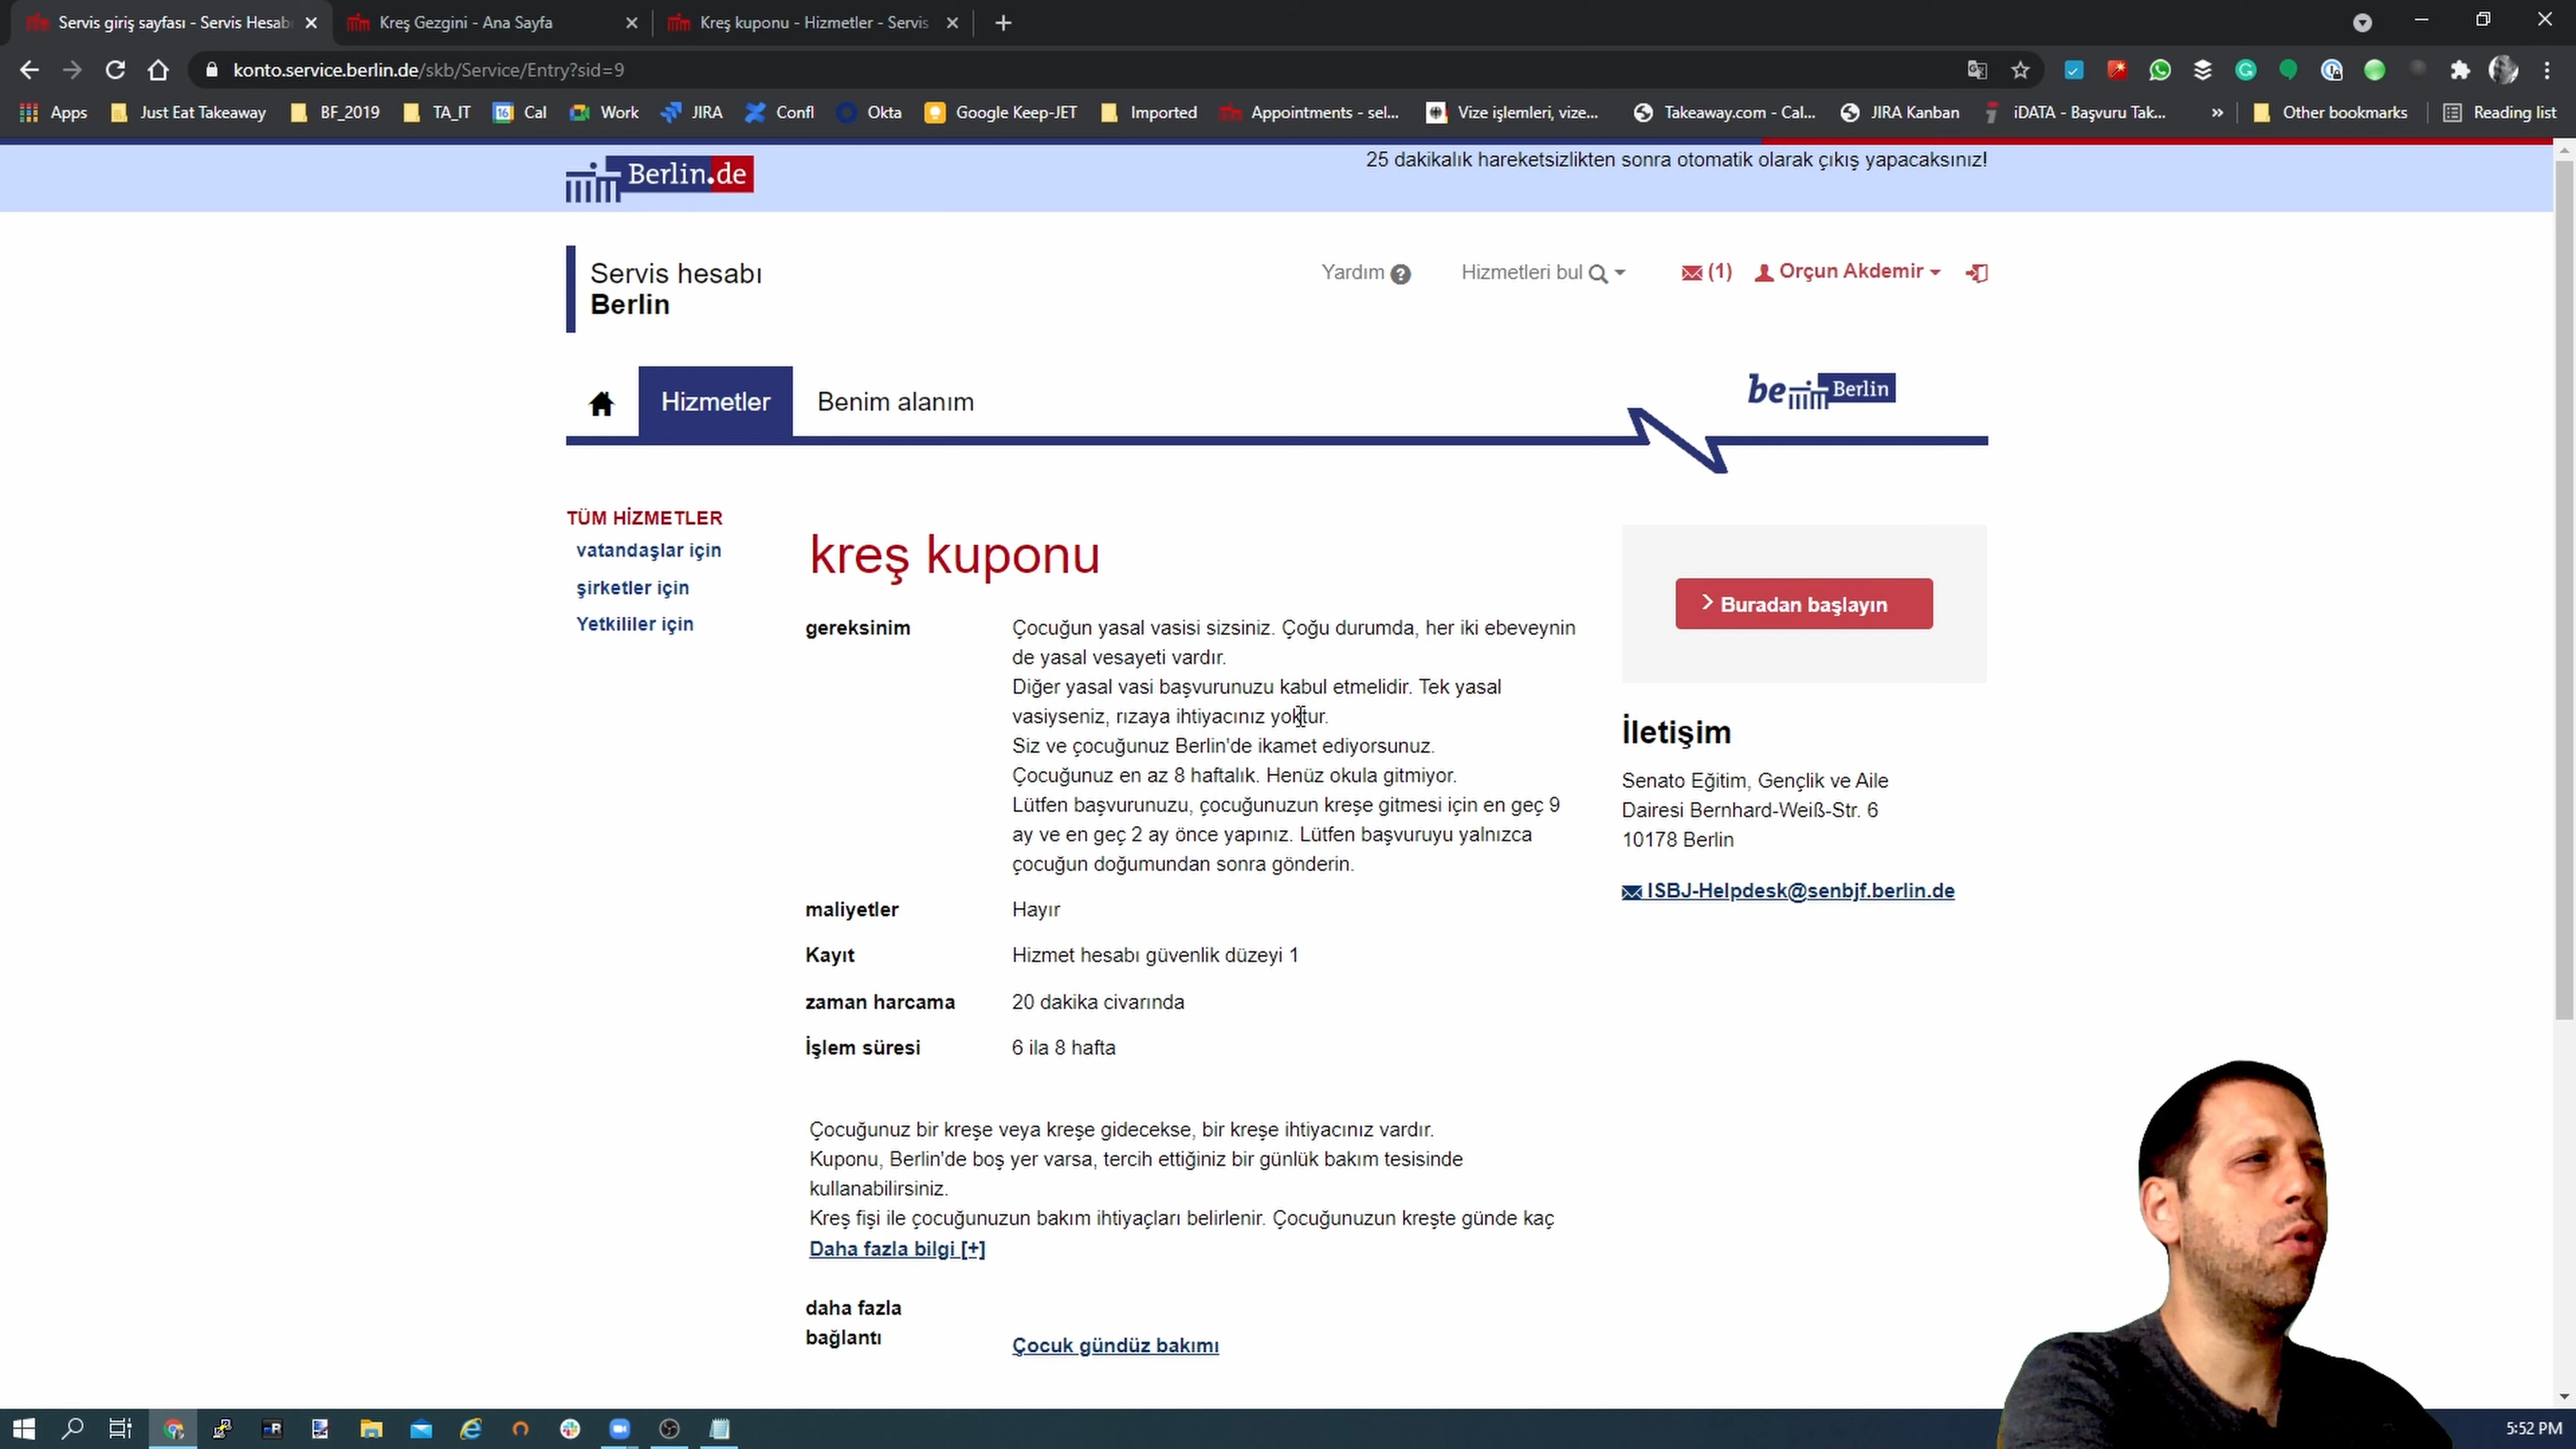 Servis giriş sayfası - Servis Hesab
Kreş Gezgini - Ana Sayfa
Kreş kuponu - Hizmetler - Servis
konto.service.berlin.de/skb/Service/Entry?sid=9
Apps
Just Eat Takeaway
BF_2019
TA_IT
Cal
Work
JIRA
Confl
Okta
Google Keep-JET
Imported
Appointments - sel...
Vize işlemleri, vize...
Takeaway.com - Cal...
JIRA Kanban
iDATA - Başvuru Tak...
»
Other bookmarks
Reading list
Berlin.de
25 dakikalık hareketsizlikten sonra otomatik olarak çıkış yapacaksınız!
Servis hesabı
Berlin
Yardım
Hizmetleri bul
(1)
Orçun Akdemir
Hizmetler
Benim alanım
be Berlin
TÜM HİZMETLER
vatandaşlar için
şirketler için
Yetkililer için
kreş kuponu
gereksinim
Çocuğun yasal vasisi sizsiniz. Çoğu durumda, her iki ebeveynin
de yasal vesayeti vardır.
Diğer yasal vasi başvurunuzu kabul etmelidir. Tek yasal
vasiyseniz, rızaya ihtiyacınız yoktur.
Siz ve çocuğunuz Berlin'de ikamet ediyorsunuz.
Çocuğunuz en az 8 haftalık. Henüz okula gitmiyor.
Lütfen başvurunuzu, çocuğunuzun kreşe gitmesi için en geç 9
ay ve en geç 2 ay önce yapınız. Lütfen başvuruyu yalnızca
çocuğun doğumundan sonra gönderin.
maliyetler
Hayır
Kayıt
Hizmet hesabı güvenlik düzeyi 1
zaman harcama
20 dakika civarında
İşlem süresi
6 ila 8 hafta
Çocuğunuz bir kreşe veya kreşe gidecekse, bir kreşe ihtiyacınız vardır.
Kuponu, Berlin'de boş yer varsa, tercih ettiğiniz bir günlük bakım tesisinde
kullanabilirsiniz.
Kreş fişi ile çocuğunuzun bakım ihtiyaçları belirlenir. Çocuğunuzun kreşte günde kaç
Daha fazla bilgi [+]
daha fazla
bağlantı
Çocuk gündüz bakımı
Buradan başlayın
İletişim
Senato Eğitim, Gençlik ve Aile
Dairesi Bernhard-Weiß-Str. 6
10178 Berlin
ISBJ-Helpdesk@senbjf.berlin.de
5:52 PM